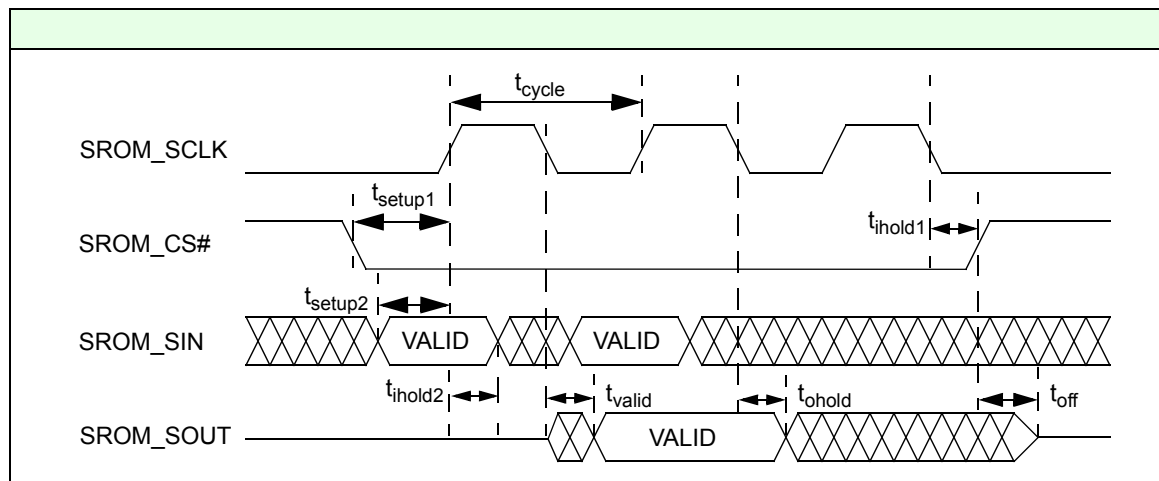 tcycle
SROM_SCLK
tsetup1
tihold1
SROM_CS#
tsetup2
SROM_SIN
VALID
VALID
tihold2
tvalid
tohold
toff
SROM_SOUT
VALID